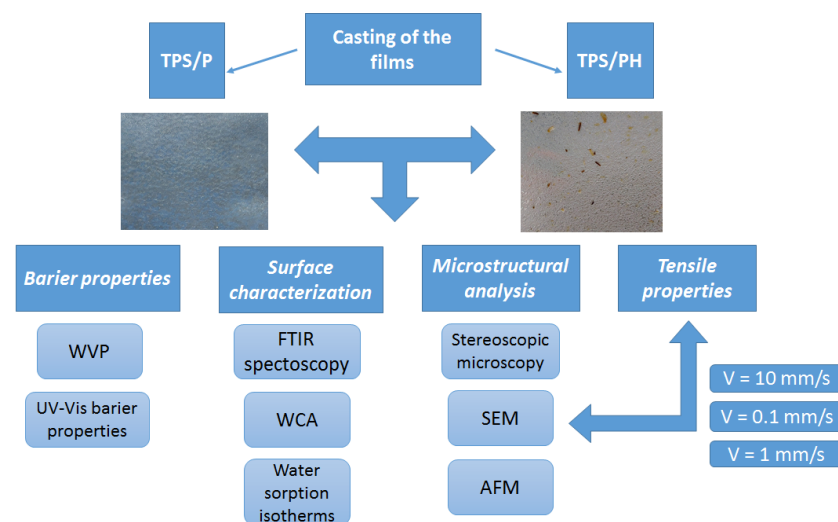 TPS/P
Casting of the
films
TPS/PH
Barier properties
Surface
characterization
Microstructural
analysis
Tensile
properties
WVP
UV-Vis barier
properties
FTIR
spectoscopy
WCA
Water
sorption
isotherms
Stereoscopic
microscopy
SEM
AFM
V = 10 mm/s
V = 0.1 mm/s
V = 1 mm/s